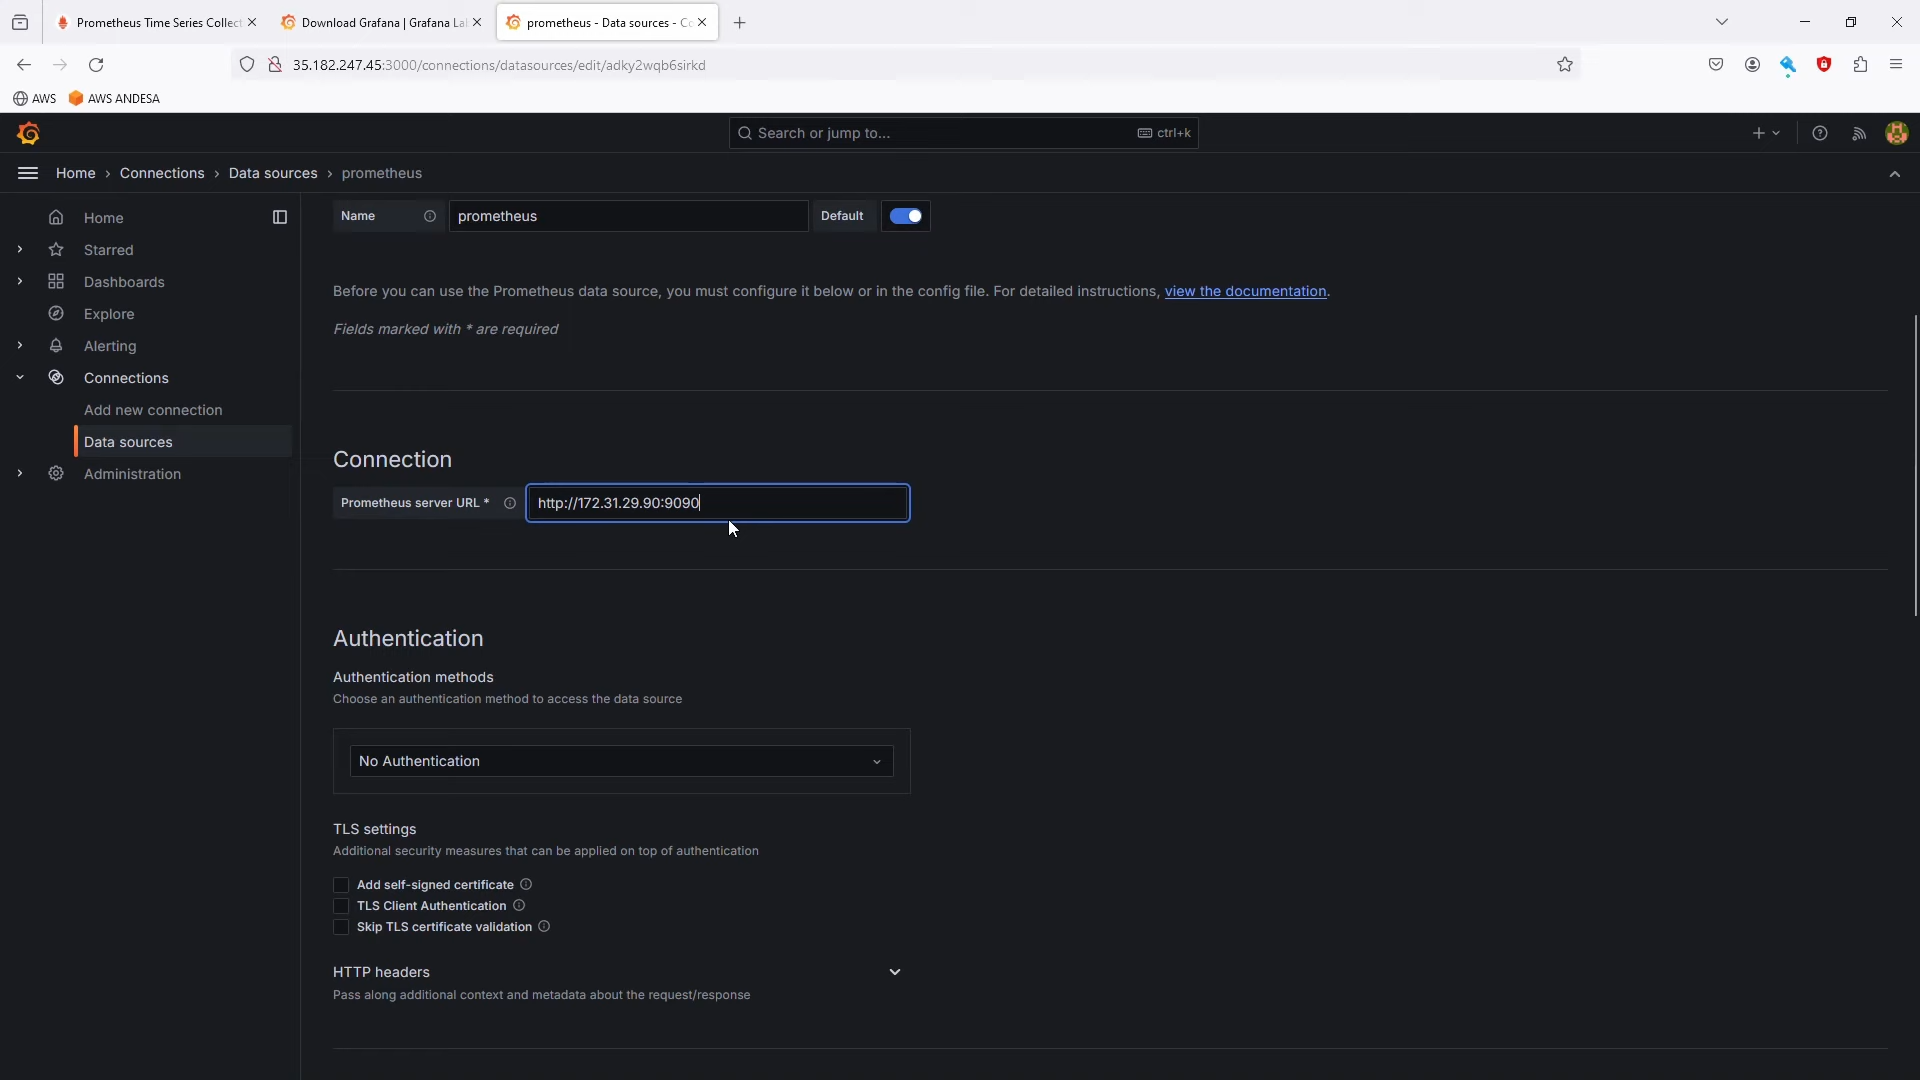 Prometheus Time Series Collect
Download Grafana | Grafana La
prometheus - Data sources - Co
35.182.247.45:3000/connections/datasources/edit/adky2wqb6sirkd
AWS
AWS ANDESA
Search or jump to...
ctrl+k
Home › Connections › Data sources › prometheus
Home
Starred
Dashboards
Explore
Alerting
Connections
Add new connection
Data sources
Administration
Name
prometheus
Default
Before you can use the Prometheus data source, you must configure it below or in the config file. For detailed instructions, view the documentation.
Fields marked with * are required
Connection
Prometheus server URL *
http://172.31.29.90:9090
Authentication
Authentication methods
Choose an authentication method to access the data source
No Authentication
TLS settings
Additional security measures that can be applied on top of authentication
Add self-signed certificate
TLS Client Authentication
Skip TLS certificate validation
HTTP headers
Pass along additional context and metadata about the request/response